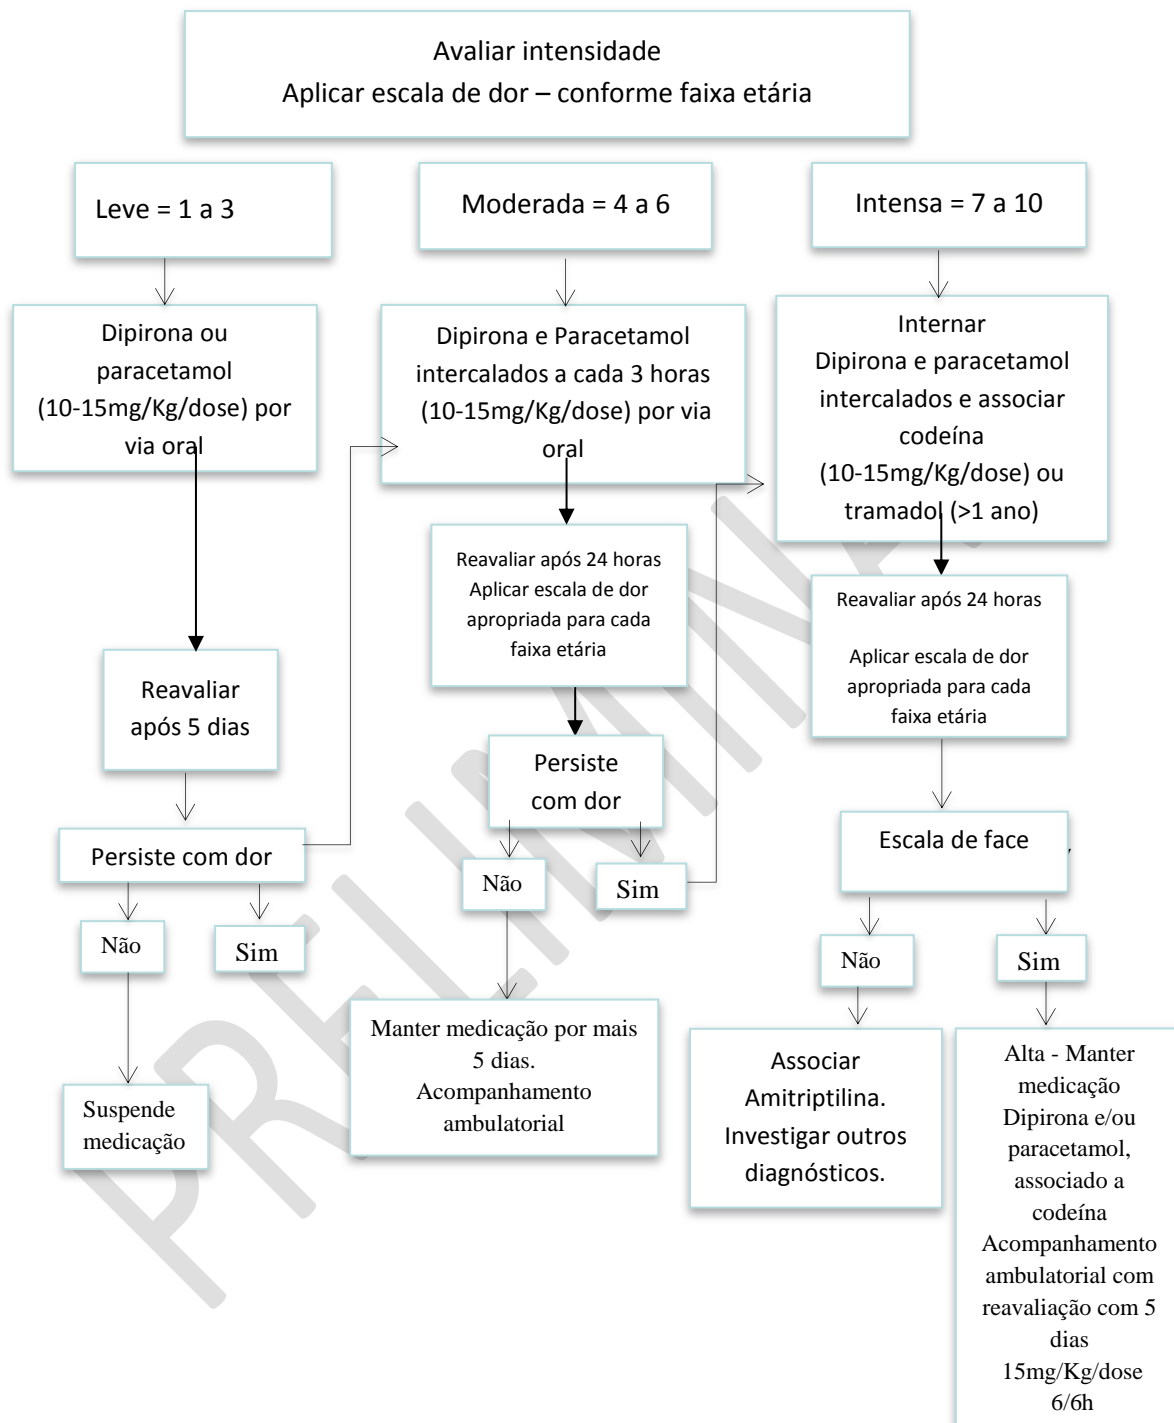 Avaliar intensidade
Aplicar escala de dor – conforme faixa etária
Leve = 1 a 3
Moderada = 4 a 6
Intensa = 7 a 10
Dipirona ou
paracetamol
(10-15mg/Kg/dose) por
via oral
Dipirona e Paracetamol
intercalados a cada 3 horas
(10-15mg/Kg/dose) por via
oral
Internar
Dipirona e paracetamol
intercalados e associar
codeína
(10-15mg/Kg/dose) ou
tramadol (>1 ano)
Reavaliar após 24 horas
Aplicar escala de dor
apropriada para cada
faixa etária
Reavaliar após 24 horas
Aplicar escala de dor
apropriada para cada
faixa etária
Reavaliar
após 5 dias
Persiste
com dor
Persiste com dor
Escala de face
Não
Sim
Não
Sim
Não
Sim
Suspende
medicação
Manter medicação por mais
5 dias.
Acompanhamento
ambulatorial
Associar
Amitriptilina.
Investigar outros
diagnósticos.
Alta - Manter
medicação
Dipirona e/ou
paracetamol,
associado a
codeína
Acompanhamento
ambulatorial com
reavaliação com 5
dias
15mg/Kg/dose
6/6h